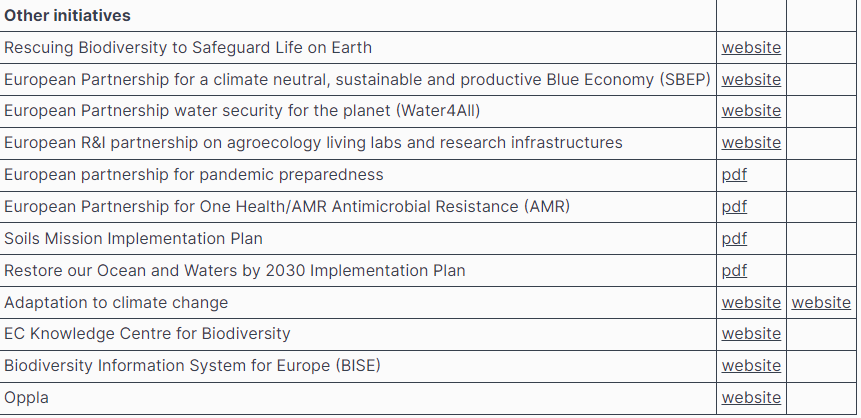 Other initiatives
Rescuing Biodiversity to Safeguard Life on Earth website
European Partnership for a climate neutral, sustainable and productive Blue Economy (SBEP) website
European Partnership water security for the planet (Water4All) website
European R&I partnership on agroecology living labs and research infrastructures website
European partnership for pandemic preparedness pdf
European Partnership for One Health/AMR Antimicrobial Resistance (AMR) pdf
Soils Mission Implementation Plan pdf
Restore our Ocean and Waters by 2030 Implementation Plan pdf
Adaptation to climate change website website
EC Knowledge Centre for Biodiversity website
Biodiversity Information System for Europe (BISE) website
Oppla website